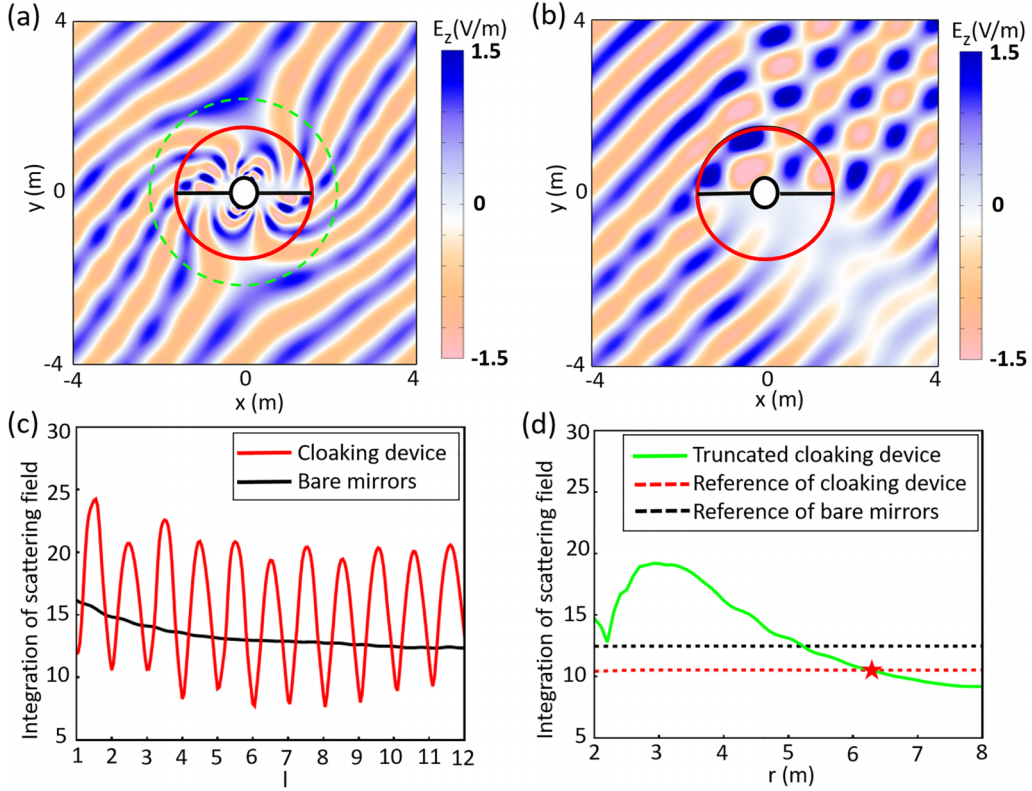 (a)
E_z(V/m)
4
1.5
y (m)
0
0
-4
-1.5
-4
0
4
x (m)
(b)
E_z(V/m)
4
1.5
y (m)
0
0
-4
-1.5
-4
0
4
x (m)
(c)
30
Cloaking device
Bare mirrors
25
20
15
10
5
Integration of scattering field
1 2 3 4 5 6 7 8 9 10 11 12
l
(d)
30
Truncated cloaking device
Reference of cloaking device
Reference of bare mirrors
25
20
15
10
5
Integration of scattering field
2 3 4 5 6 7 8
r (m)